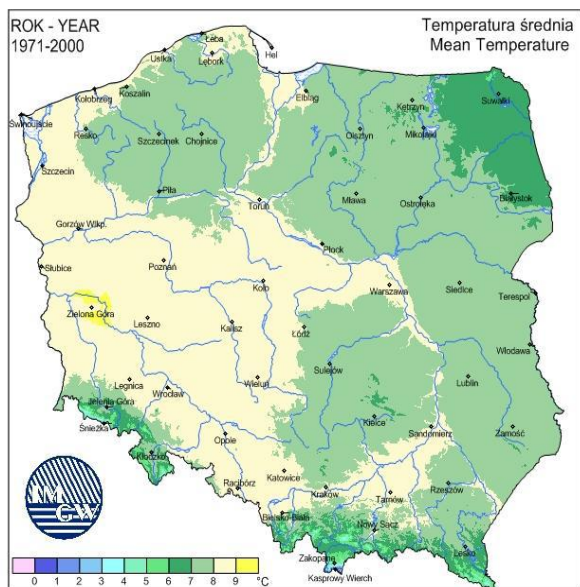 ROK - YEAR
1971-2000
Temperatura średnia
Mean Temperature
Łeba
Hel
Ustka
Lębork
Koszalin
Kołobrzeg
Elbląg
Kętrzyn
Suwałki
Świnoujście
Resko
Szczecinek
Chojnice
Olsztyn
Mikołajki
Szczecin
Piła
Toruń
Mława
Ostrołęka
Białystok
Gorzów Wlkp.
Płock
Słubice
Poznań
Koło
Warszawa
Siedlce
Terespol
Zielona Góra
Leszno
Kalisz
Łódź
Włodawa
Sulejów
Legnica
Wrocław
Wieluń
Lublin
Jelenia Góra
Śnieżka
Kielce
Sandomierz
Zamość
Opole
Kłodzko
Racibórz
Katowice
Kraków
Tarnów
Rzeszów
Bielsko-Biała
Nowy Sącz
Lesko
Zakopane
Kasprowy Wierch
IM
GW
0 1 2 3 4 5 6 7 8 9 °C